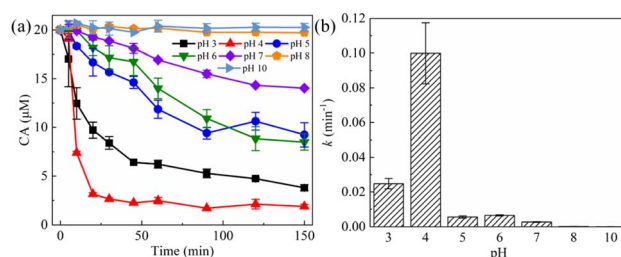 (a)
CA (μM)
20
15
10
5
0
pH 3 pH 4 pH 5
pH 6 pH 7 pH 8
pH 10
0 50 100 150
Time (min)
(b)
k (min⁻¹)
0.12
0.10
0.08
0.06
0.04
0.02
0.00
3 4 5 6 7 8 10
pH